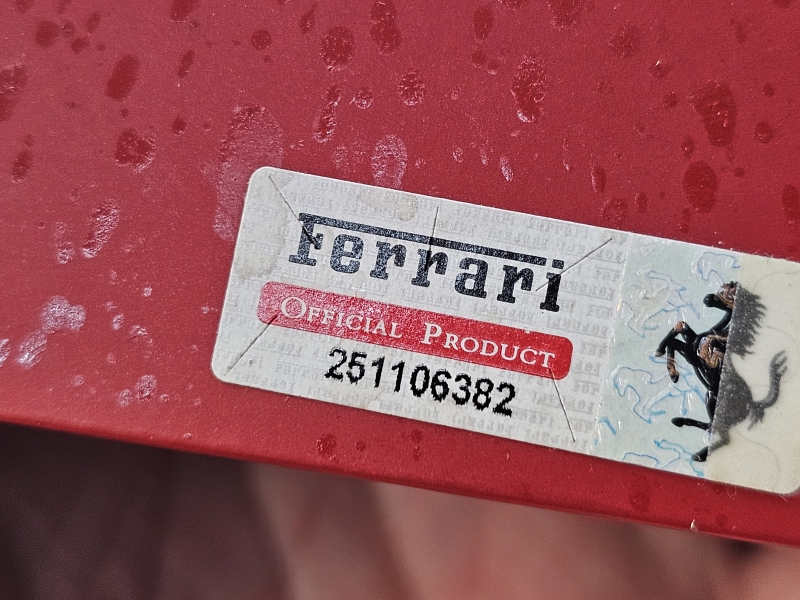 Ferrari
OFFICIAL PRODUCT
251106382